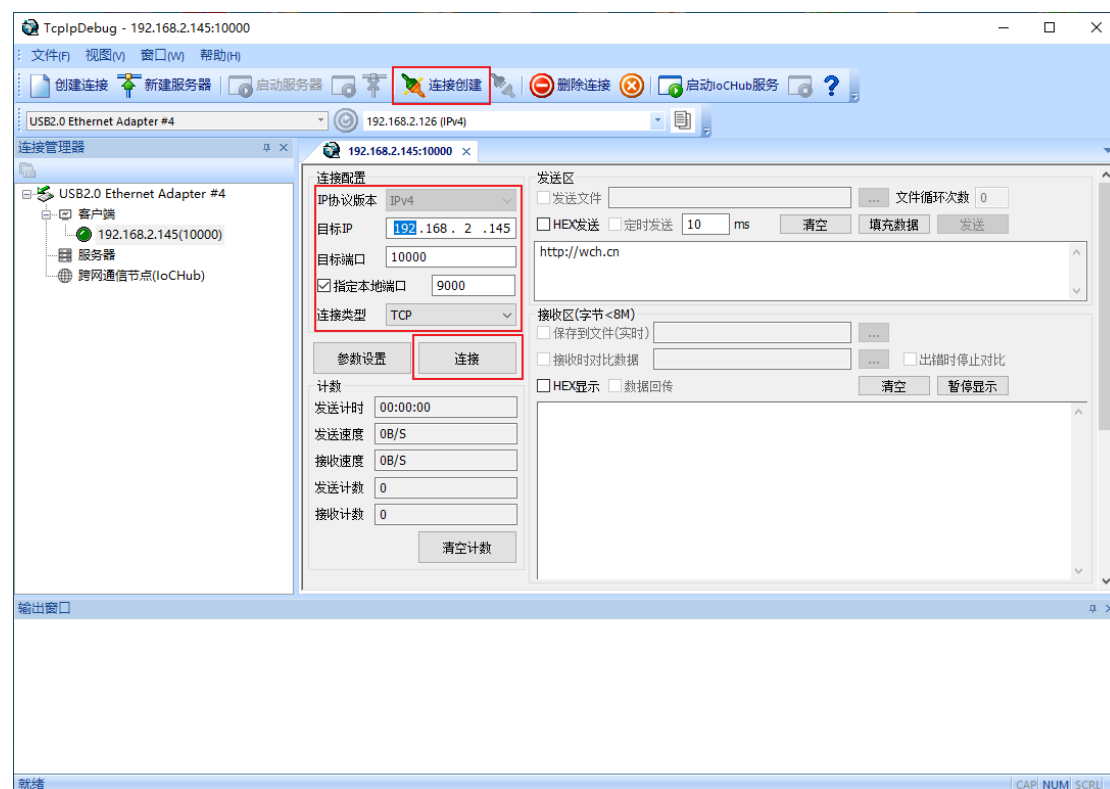 TcpIpDebug - 192.168.2.145:10000
文件(F) 视图(V) 窗口(W) 帮助(H)
创建连接 新建服务器 启动服务器 连接创建 删除连接 启动IoCHub服务
USB2.0 Ethernet Adapter #4 192.168.2.126 (IPv4)
连接管理器
USB2.0 Ethernet Adapter #4
客户端
192.168.2.145(10000)
服务器
跨网通信节点(IoCHub)
192.168.2.145:10000
连接配置
IP协议版本 IPv4
目标IP 192 . 168 . 2 . 145
目标端口 10000
指定本地端口 9000
连接类型 TCP
参数设置 连接
计数
发送计时 00:00:00
发送速度 0B/S
接收速度 0B/S
发送计数 0
接收计数 0
清空计数
发送区
发送文件 ... 文件循环次数 0
HEX发送 定时发送 10 ms 清空 填充数据 发送
http://wch.cn
接收区(字节<8M)
保存到文件(实时) ...
接收时对比数据 ... 出错时停止对比
HEX显示 数据回传 清空 暂停显示
输出窗口
就绪 CAP NUM SCRL